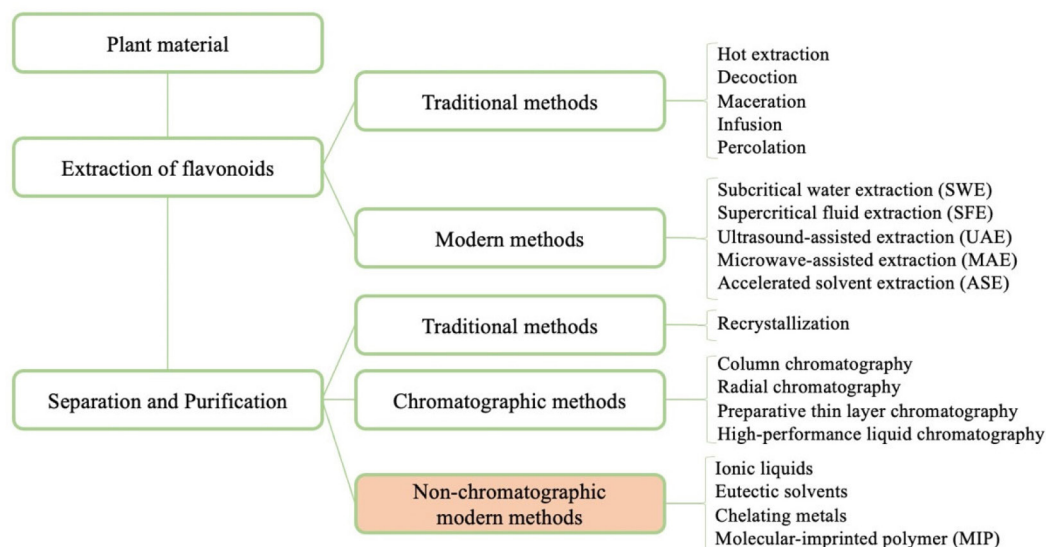 Plant material
Extraction of flavonoids
Traditional methods
Hot extraction
Decoction
Maceration
Infusion
Percolation
Modern methods
Subcritical water extraction (SWE)
Supercritical fluid extraction (SFE)
Ultrasound-assisted extraction (UAE)
Microwave-assisted extraction (MAE)
Accelerated solvent extraction (ASE)
Separation and Purification
Traditional methods
Recrystallization
Chromatographic methods
Column chromatography
Radial chromatography
Preparative thin layer chromatography
High-performance liquid chromatography
Non-chromatographic
modern methods
Ionic liquids
Eutectic solvents
Chelating metals
Molecular-imprinted polymer (MIP)